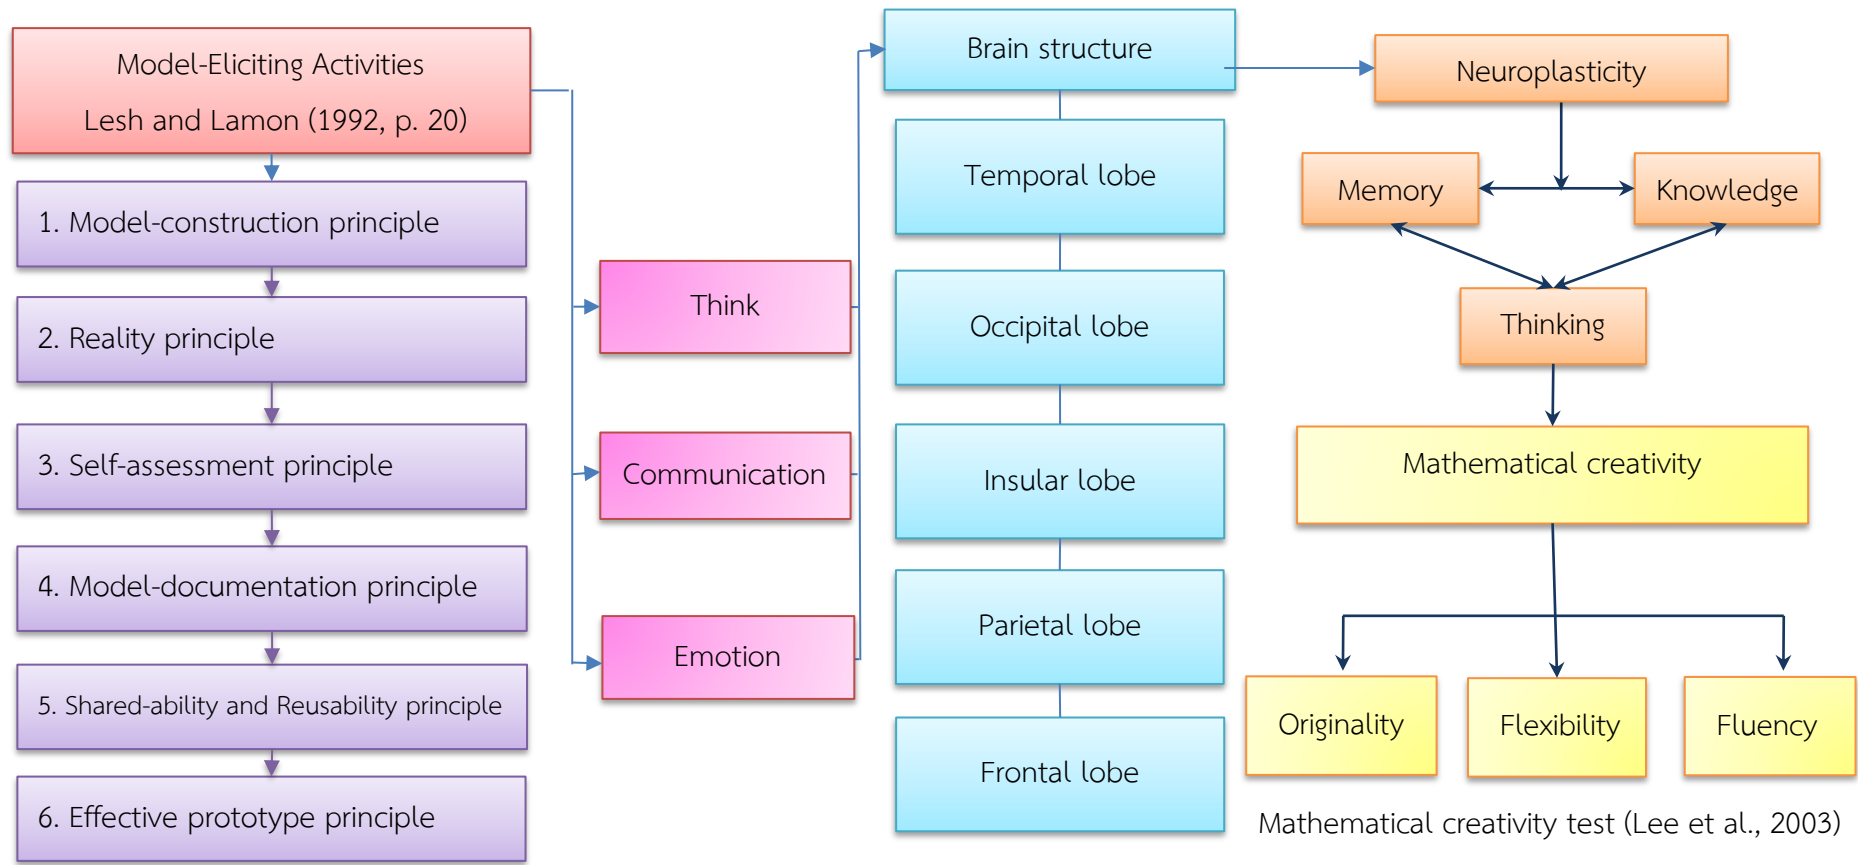 Model-Eliciting Activities
Lesh and Lamon (1992, p. 20)
1. Model-construction principle
2. Reality principle
3. Self-assessment principle
4. Model-documentation principle
5. Shared-ability and Reusability principle
6. Effective prototype principle
Think
Communication
Emotion
Brain structure
Temporal lobe
Occipital lobe
Insular lobe
Parietal lobe
Frontal lobe
Neuroplasticity
Memory
Knowledge
Thinking
Mathematical creativity
Originality
Flexibility
Fluency
Mathematical creativity test (Lee et al., 2003)